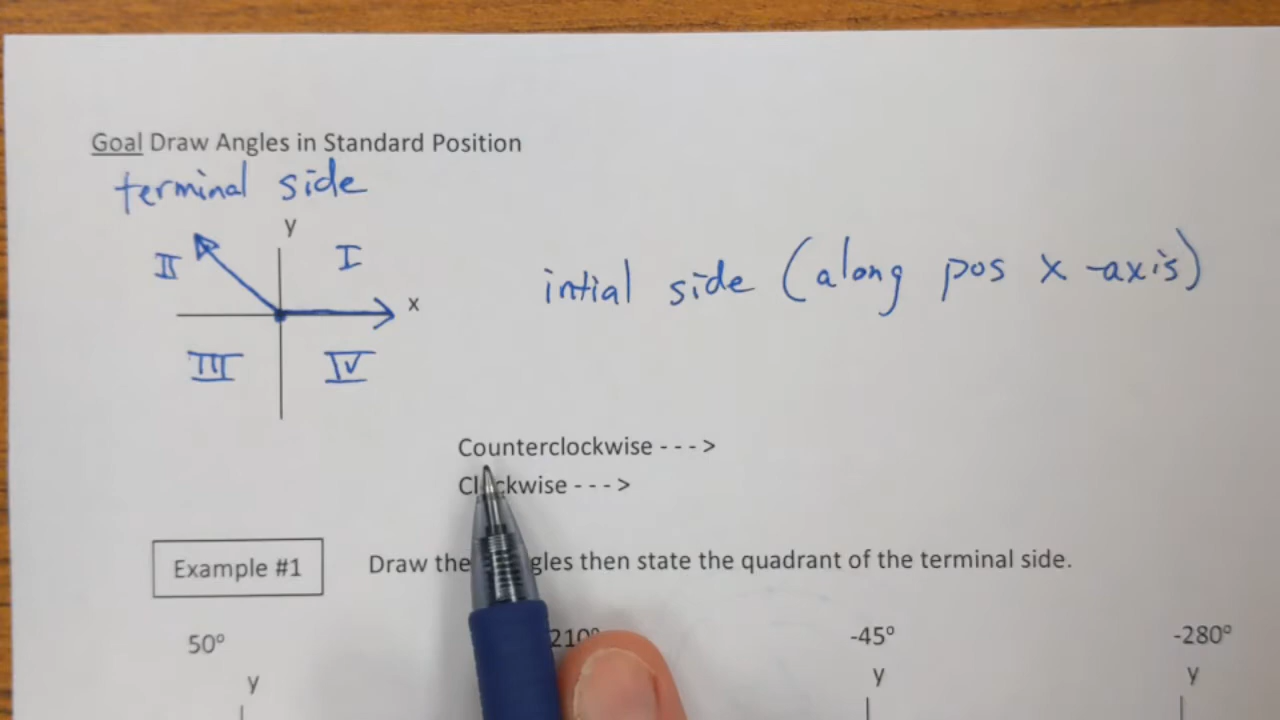 Goal Draw Angles in Standard Position
terminal side
y
II I
intial side (along pos x-axis)
x
III IV
Counterclockwise - - - >
Clockwise - - - >
Example #1 Draw the angles then state the quadrant of the terminal side.
50° 210° -45° -280°
y y y